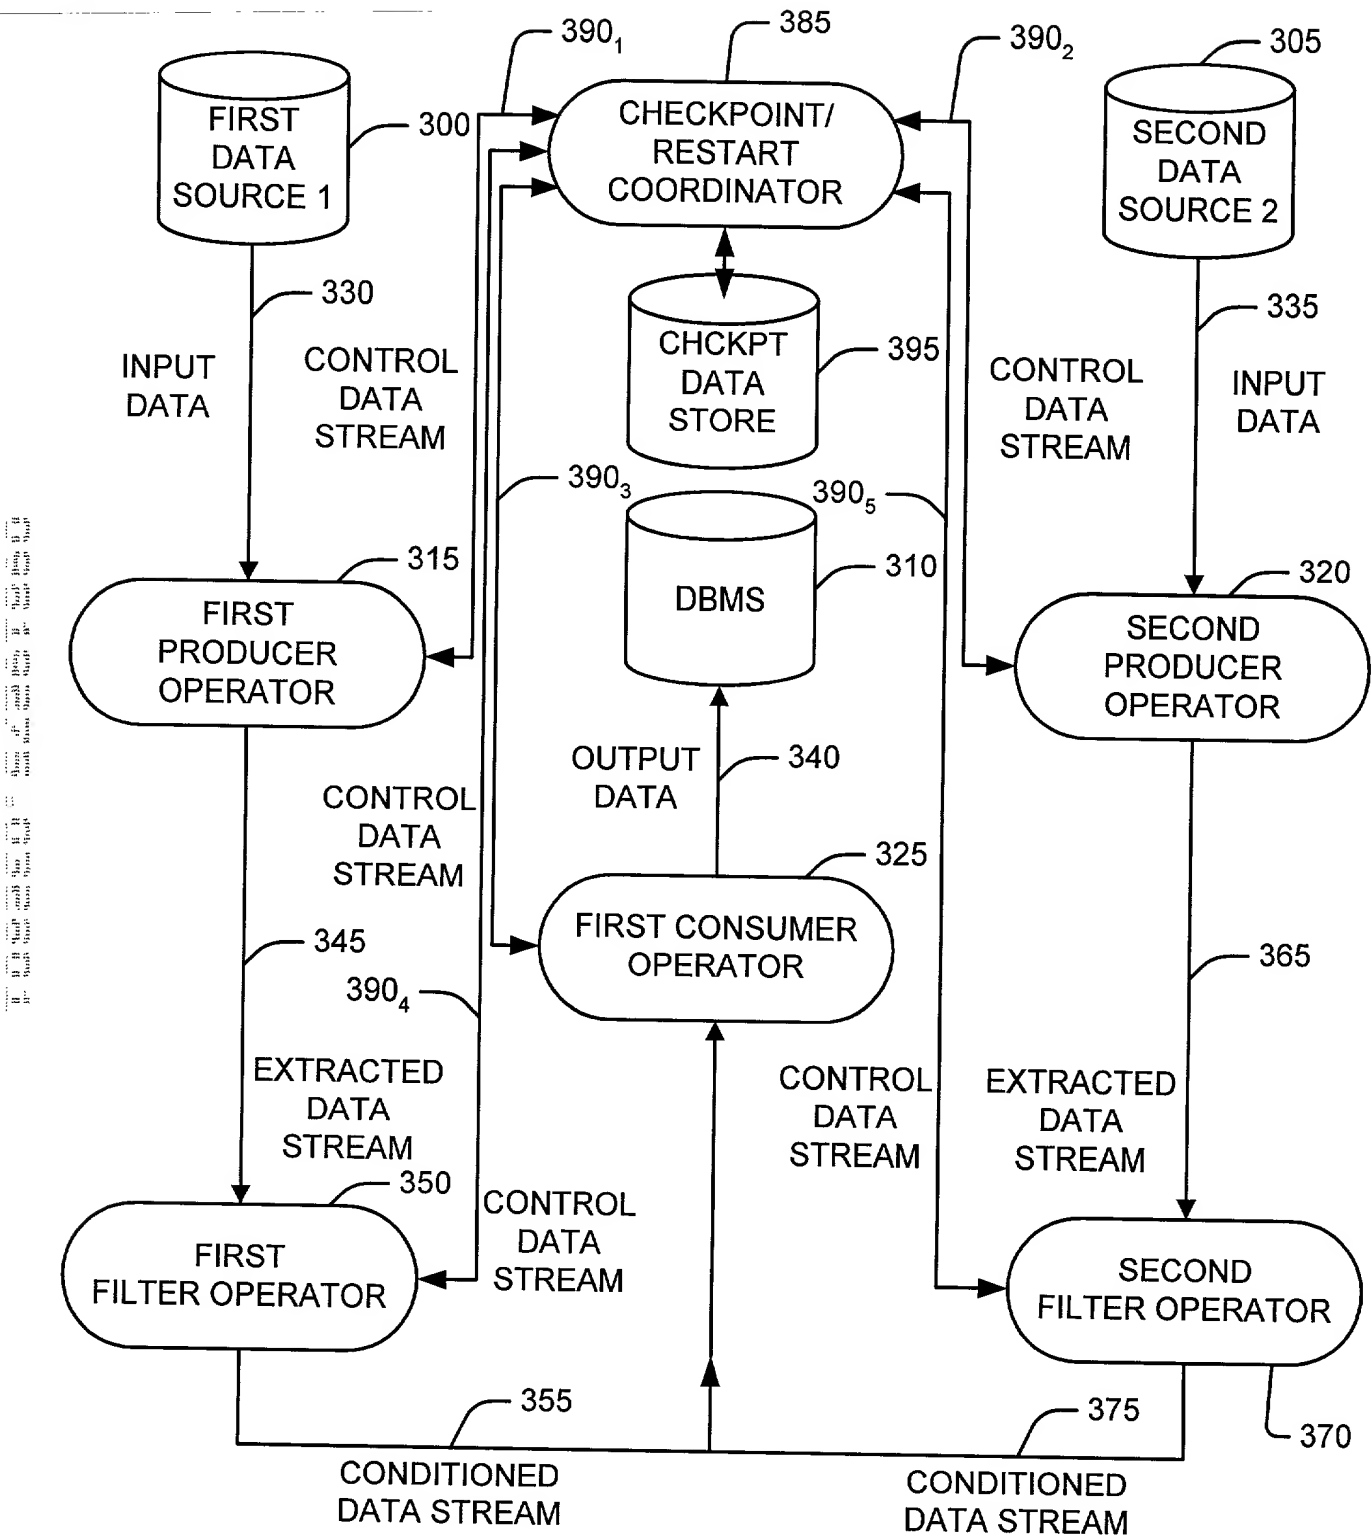 390₁
385
390₂
305
FIRST
DATA
SOURCE 1
300
CHECKPOINT/
RESTART
COORDINATOR
SECOND
DATA
SOURCE 2
330
335
INPUT
DATA
CONTROL
DATA
STREAM
CHCKPT
DATA
STORE
395
CONTROL
DATA
STREAM
INPUT
DATA
390₃
390₅
315
DBMS
310
320
FIRST
PRODUCER
OPERATOR
SECOND
PRODUCER
OPERATOR
OUTPUT
DATA
340
CONTROL
DATA
STREAM
325
FIRST CONSUMER
OPERATOR
345
365
390₄
EXTRACTED
DATA
STREAM
CONTROL
DATA
STREAM
EXTRACTED
DATA
STREAM
350
CONTROL
DATA
STREAM
FIRST
FILTER OPERATOR
SECOND
FILTER OPERATOR
355
375
370
CONDITIONED
DATA STREAM
CONDITIONED
DATA STREAM